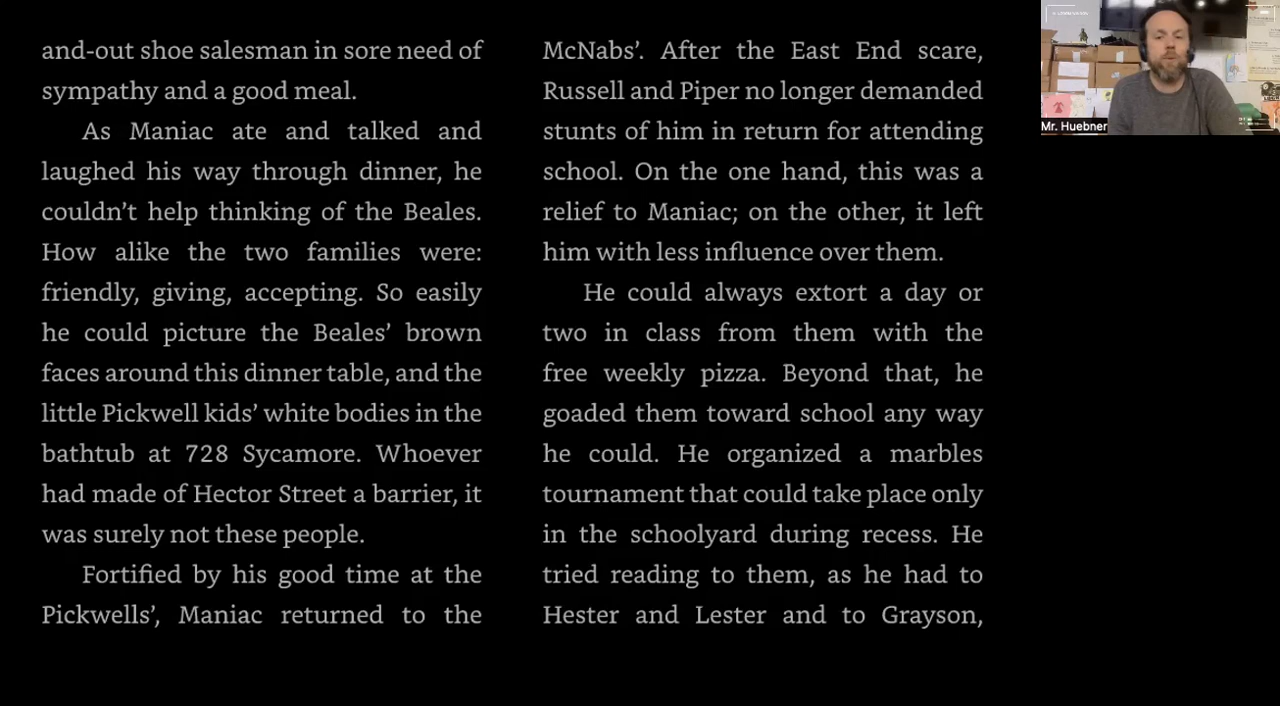 and-out shoe salesman in sore need of
sympathy and a good meal.
As Maniac ate and talked and
laughed his way through dinner, he
couldn’t help thinking of the Beales.
How alike the two families were:
friendly, giving, accepting. So easily
he could picture the Beales’ brown
faces around this dinner table, and the
little Pickwell kids’ white bodies in the
bathtub at 728 Sycamore. Whoever
had made of Hector Street a barrier, it
was surely not these people.
Fortified by his good time at the
Pickwells’, Maniac returned to the
McNabs’. After the East End scare,
Russell and Piper no longer demanded
stunts of him in return for attending
school. On the one hand, this was a
relief to Maniac; on the other, it left
him with less influence over them.
He could always extort a day or
two in class from them with the
free weekly pizza. Beyond that, he
goaded them toward school any way
he could. He organized a marbles
tournament that could take place only
in the schoolyard during recess. He
tried reading to them, as he had to
Hester and Lester and to Grayson,
Mr. Huebner